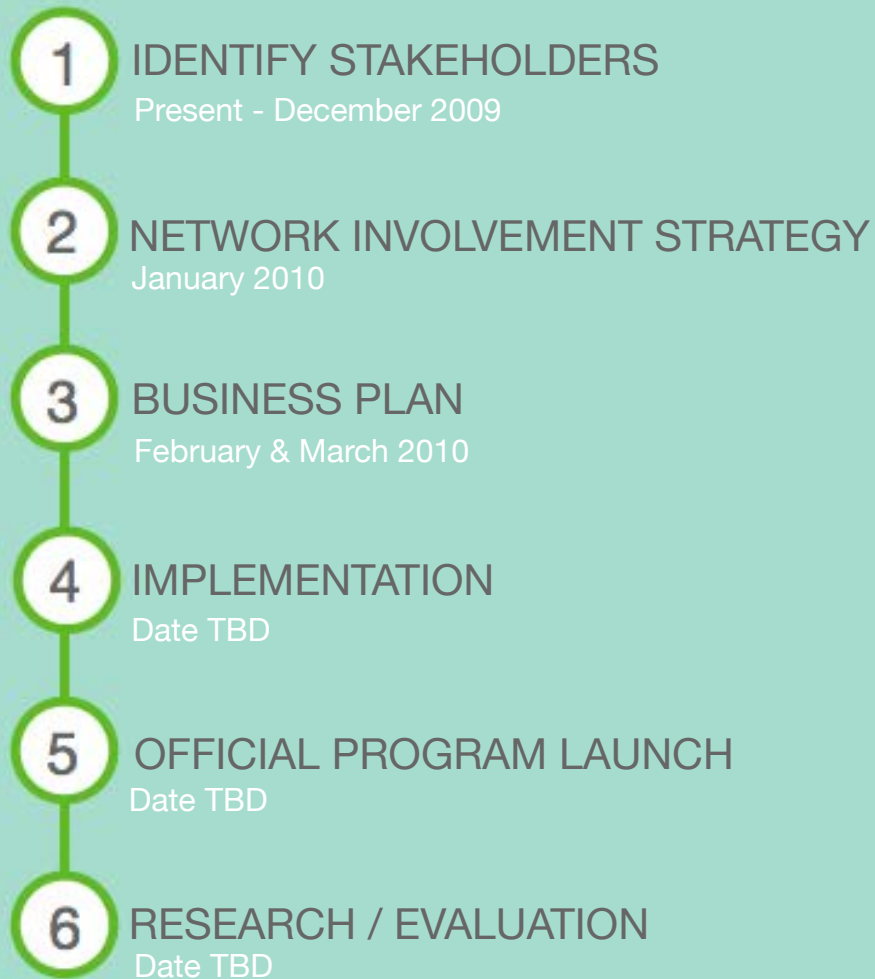 1
IDENTIFY STAKEHOLDERS
Present - December 2009
2
NETWORK INVOLVEMENT STRATEGY
January 2010
3
BUSINESS PLAN
February & March 2010
4
IMPLEMENTATION
Date TBD
5
OFFICIAL PROGRAM LAUNCH
Date TBD
6
RESEARCH / EVALUATION
Date TBD